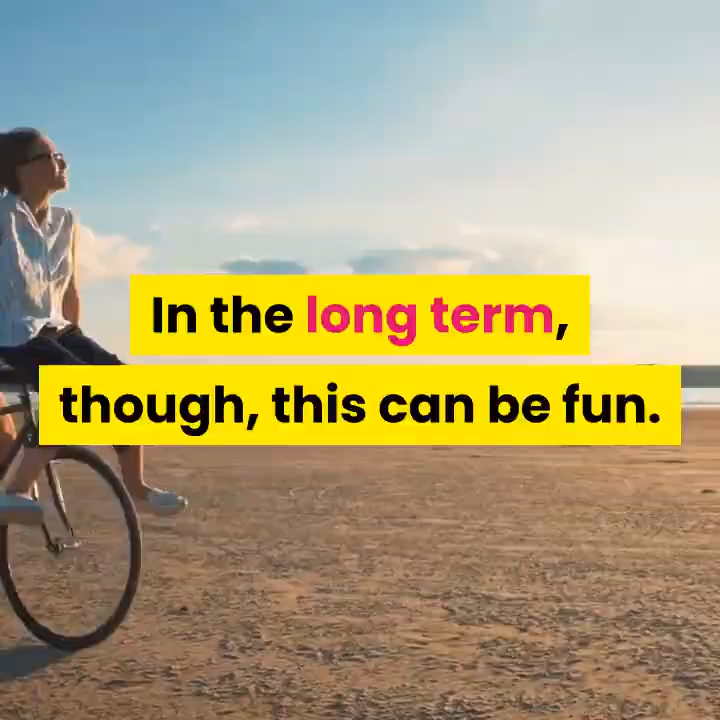 In the long term,
though, this can be fun.